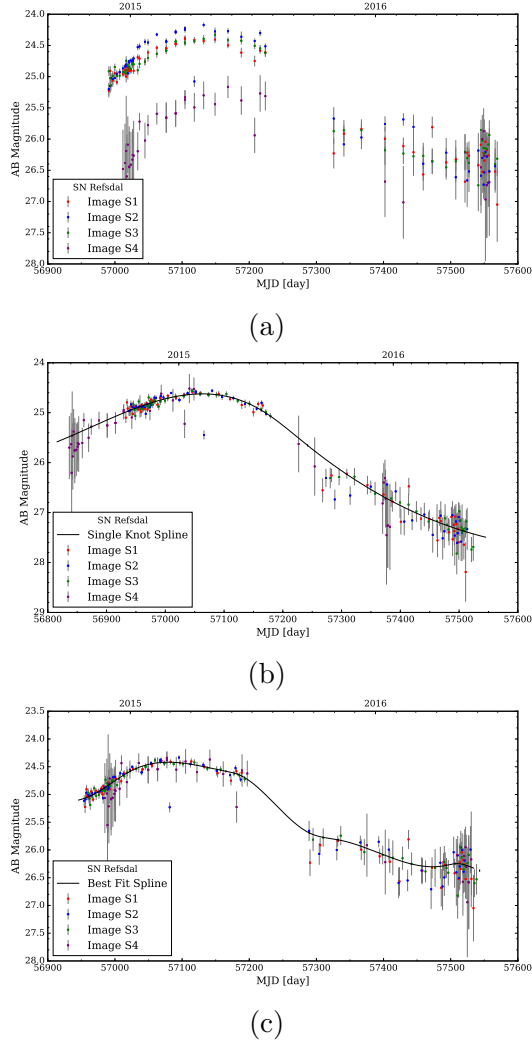 2015 2016
24.0
24.5
25.0
25.5
26.0
26.5
27.0
27.5
28.0
AB Magnitude
SN Refsdal
Image S1
Image S2
Image S3
Image S4
56900 57000 57100 57200 57300 57400 57500 57600
MJD [day]
(a)
2015 2016
24
25
26
27
28
29
AB Magnitude
SN Refsdal
Single Knot Spline
Image S1
Image S2
Image S3
Image S4
56800 56900 57000 57100 57200 57300 57400 57500 57600
MJD [day]
(b)
2015 2016
23.5
24.0
24.5
25.0
25.5
26.0
26.5
27.0
27.5
28.0
AB Magnitude
SN Refsdal
Best Fit Spline
Image S1
Image S2
Image S3
Image S4
56900 57000 57100 57200 57300 57400 57500 57600
MJD [day]
(c)